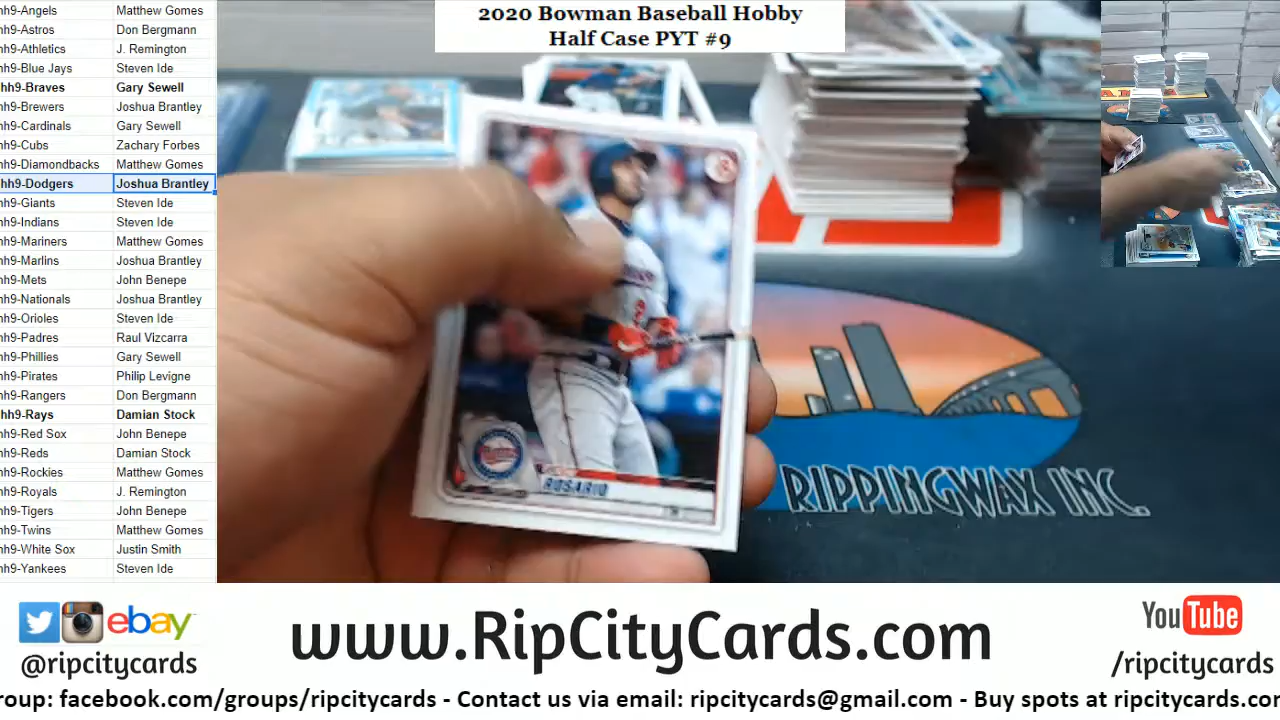 2020 Bowman Baseball Hobby
Half Case PYT #9
hh9-Angels Matthew Gomes
hh9-Astros Don Bergmann
hh9-Athletics J. Remington
hh9-Blue Jays Steven Ide
hh9-Braves Gary Sewell
hh9-Brewers Joshua Brantley
hh9-Cardinals Gary Sewell
hh9-Cubs Zachary Forbes
hh9-Diamondbacks Matthew Gomes
hh9-Dodgers Joshua Brantley
hh9-Giants Steven Ide
hh9-Indians Steven Ide
hh9-Mariners Matthew Gomes
hh9-Marlins Joshua Brantley
hh9-Mets John Benepe
hh9-Nationals Joshua Brantley
hh9-Orioles Steven Ide
hh9-Padres Raul Vizcarra
hh9-Phillies Gary Sewell
hh9-Pirates Philip Levigne
hh9-Rangers Don Bergmann
hh9-Rays Damian Stock
hh9-Red Sox John Benepe
hh9-Reds Damian Stock
hh9-Rockies Matthew Gomes
hh9-Royals J. Remington
hh9-Tigers John Benepe
hh9-Twins Matthew Gomes
hh9-White Sox Justin Smith
hh9-Yankees Steven Ide
Twins
ROSARIO
RIPPINGWAX INC.
ebay
@ripcitycards
www.RipCityCards.com
YouTube
/ripcitycards
roup: facebook.com/groups/ripcitycards - Contact us via email: ripcitycards@gmail.com - Buy spots at ripcitycards.com